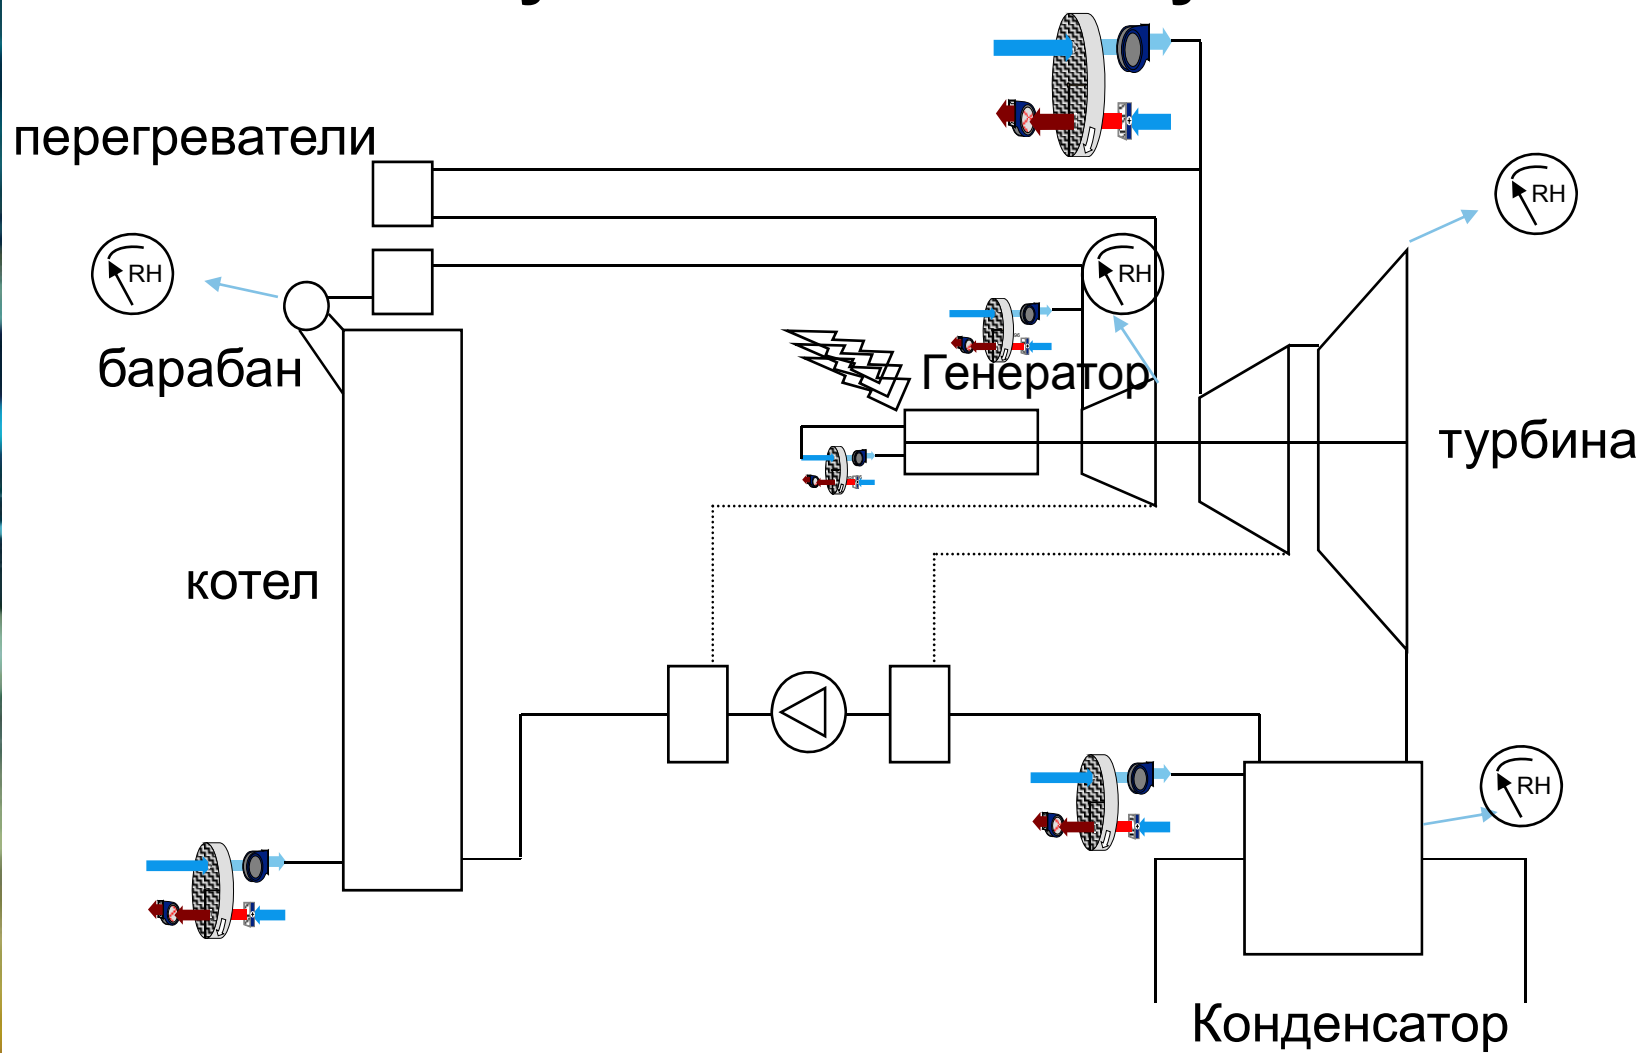 перегреватели
RH
RH
RH
барабан
Генератор
турбина
котел
RH
Конденсатор